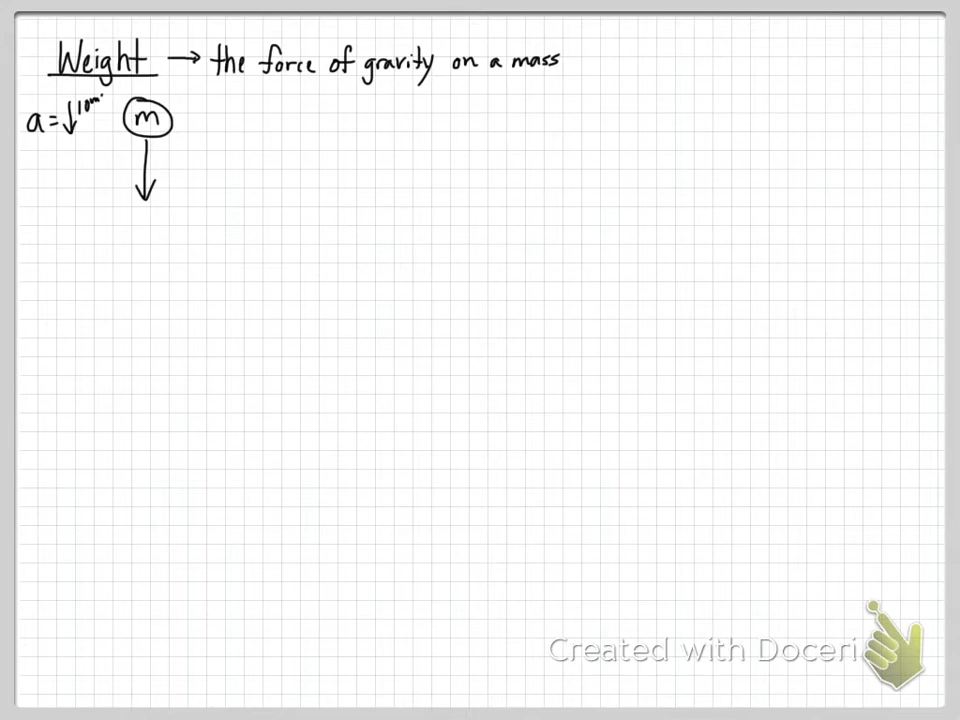 Weight → the force of gravity on a mass
a = ↓ 10m m
Created with Doceri